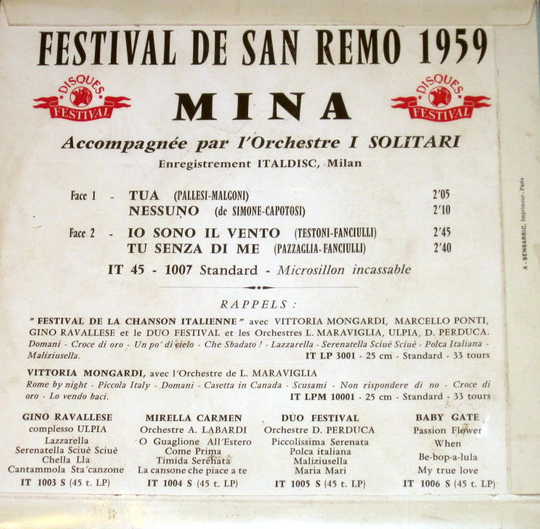 FESTIVAL DE SAN REMO 1959
DISQUES
FESTIVAL
MINA
DISQUES
FESTIVAL
Accompagnée par l'Orchestre I SOLITARI
Enregistrement ITALDISC, Milan
Face 1 - TUA (PALLESI-MALGONI) 2'05
NESSUNO (de SIMONE-CAPOTOSI) 2'10
Face 2 - IO SONO IL VENTO (TESTONI-FANCIULLI) 2'45
TU SENZA DI ME (PAZZAGLIA-FANCIULLI) 2'40
IT 45 - 1007 Standard - Microsillon incassable
RAPPELS :
" FESTIVAL DE LA CHANSON ITALIENNE " avec VITTORIA MONGARDI, MARCELLO PONTI,
GINO RAVALLESE et le DUO FESTIVAL et les Orchestres L. MARAVIGLIA, ULPIA, D. PERDUCA.
Domani - Croce di oro - Un po' di cielo - Che Sbadato ! - Lazzarella - Serenatella Sciuè Sciuè - Polca Italiana -
Maliziusella. IT LP 3001 - 25 cm - Standard - 33 tours
VITTORIA MONGARDI, avec l'Orchestre de L. MARAVIGLIA
Rome by night - Piccola Italy - Domani - Casetta in Canada - Scusami - Non rispondere di no - Croce di
oro - Lo vendo baci. IT LPM 10001 - 25 cm - Standard - 33 tours
GINO RAVALLESE
complesso ULPIA
Lazzarella
Serenatella Sciuè Sciuè
Chella Lla
Cantammola Sta'canzone
IT 1003 S (45 t. LP)
MIRELLA CARMEN
Orchestre A. LABARDI
O Guaglione All'Estero
Come Prima
Timida Serenata
La canzone che piace a te
IT 1004 S (45 t. LP)
DUO FESTIVAL
Orchestre D. PERDUCA
Piccolissima Serenata
Polca italiana
Maliziusella
Maria Mari
IT 1005 S (45 t. LP)
BABY GATE
Passion Flower
When
Be-bop-a-lula
My true love
IT 1006 S (45 t. LP)
A - SENSARRIC, Imprimeur - Paris